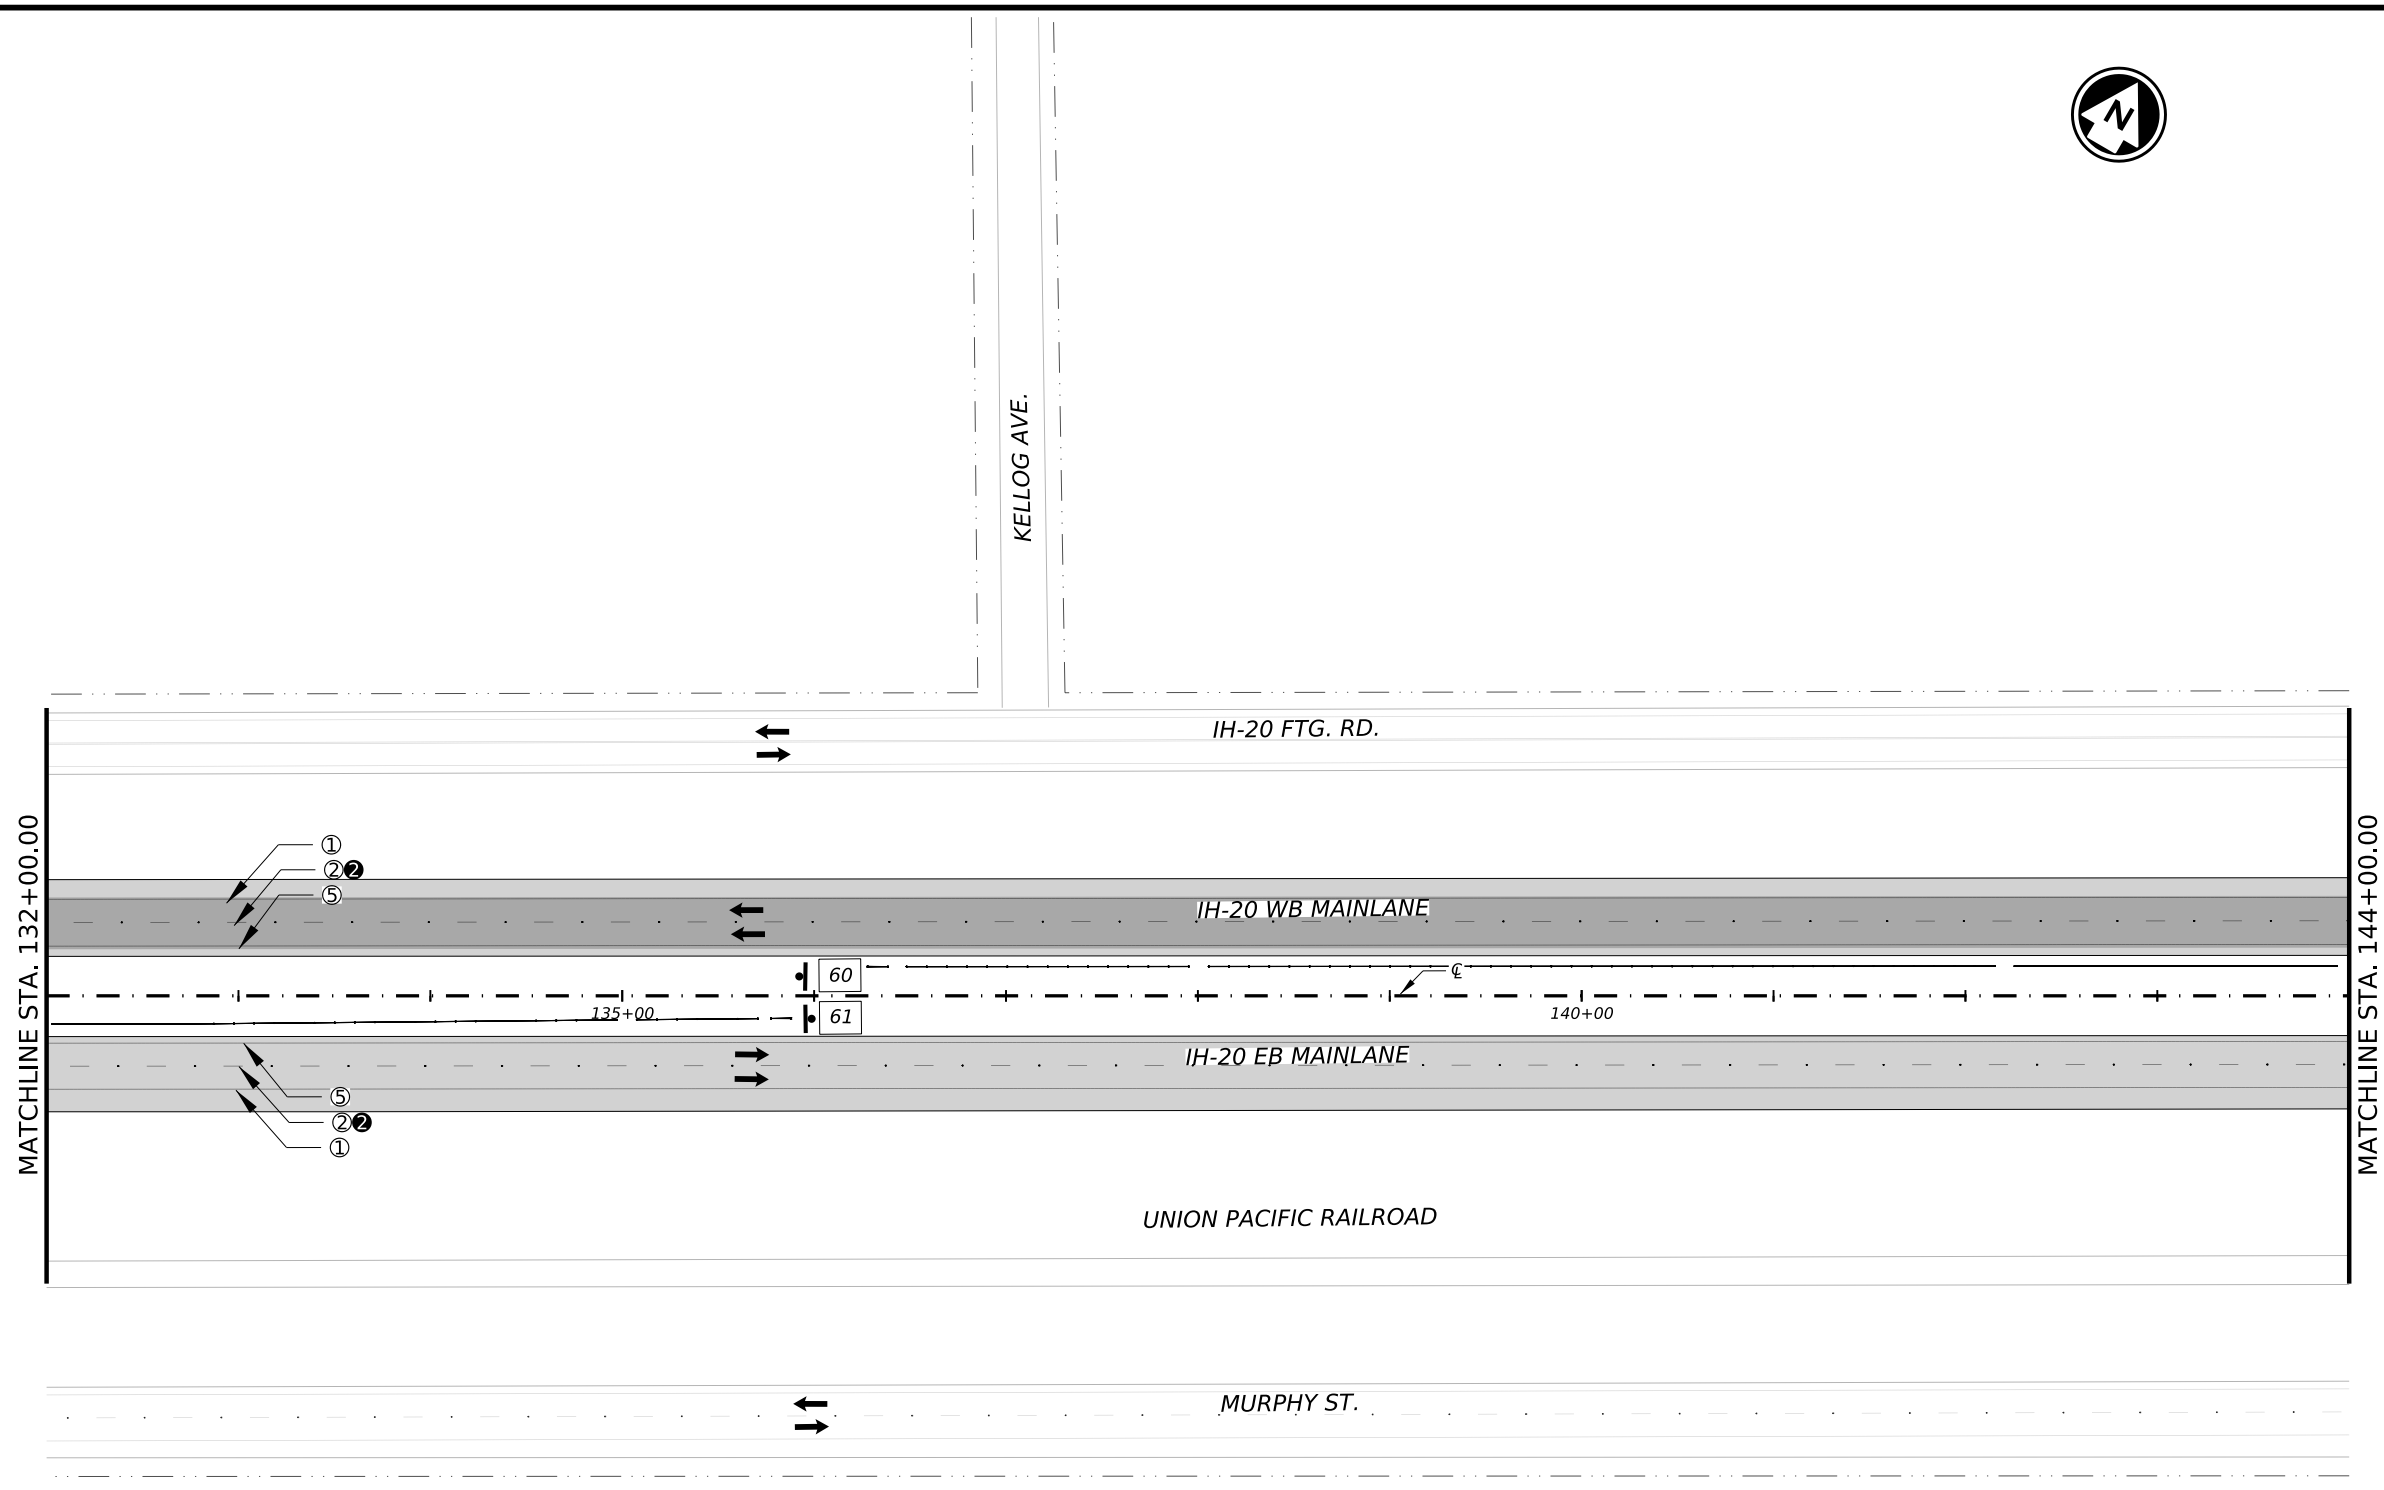 N
KELLOG AVE.
IH-20 FTG. RD.
MATCHLINE STA. 132+00.00
MATCHLINE STA. 144+00.00
①
②❷
⑤
IH-20 WB MAINLANE
60
℄
61
135+00
140+00
IH-20 EB MAINLANE
⑤
②❷
①
UNION PACIFIC RAILROAD
MURPHY ST.